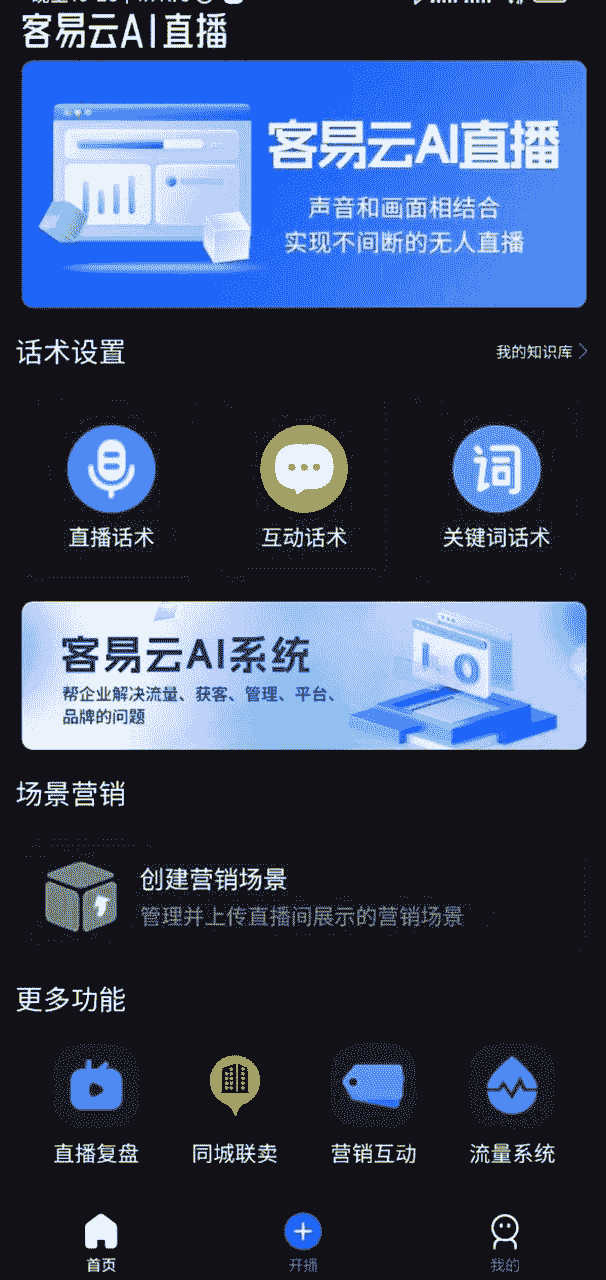 客易云AI直播
客易云AI直播
声音和画面相结合
实现不间断的无人直播
话术设置
我的知识库
直播话术
互动话术
词
关键词话术
客易云AI系统
帮企业解决流量、获客、管理、平台、
品牌的问题
场景营销
创建营销场景
管理并上传直播间展示的营销场景
更多功能
直播复盘
同城联卖
营销互动
流量系统
首页
开播
我的